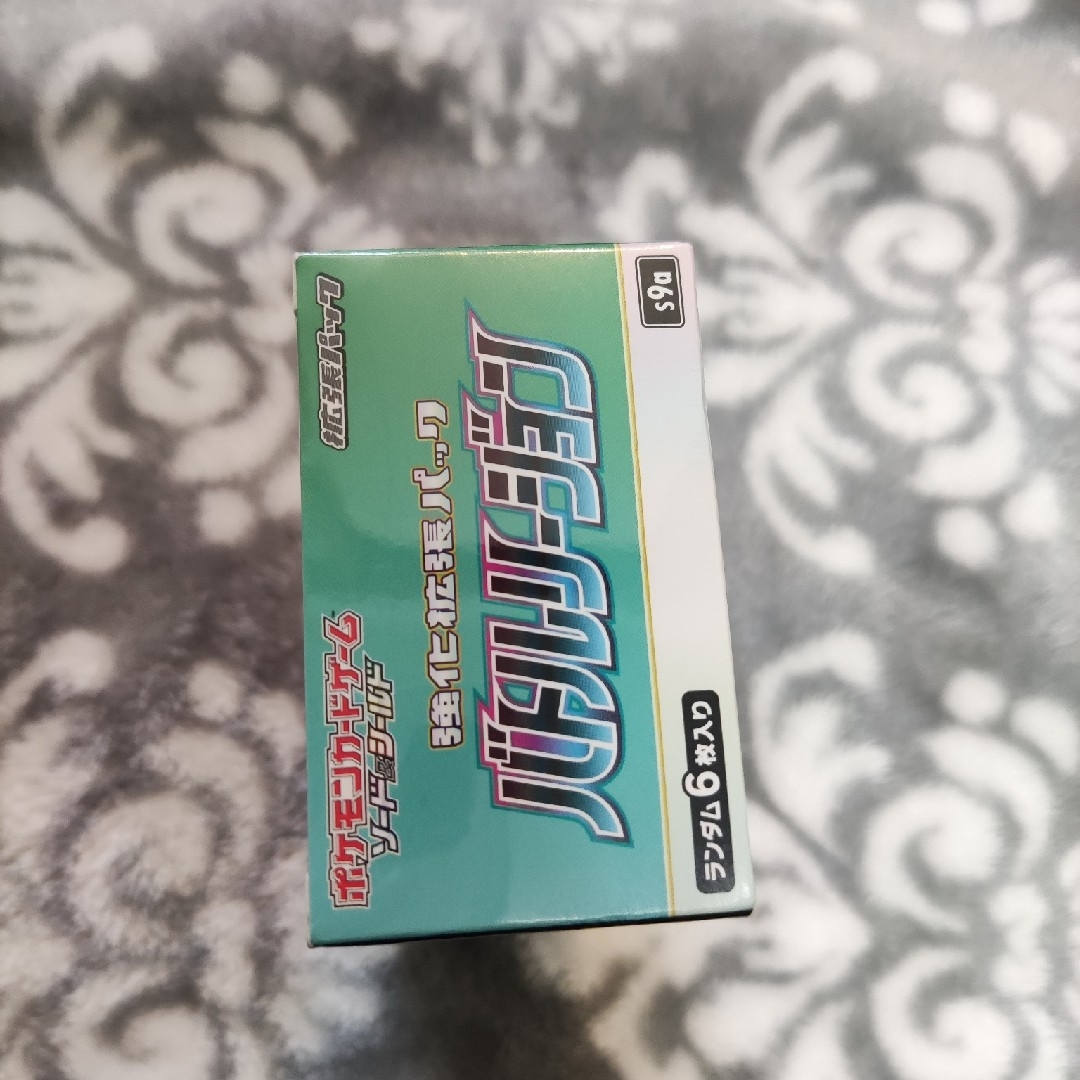 ポケモンカードゲーム
ソード&シールド
拡張パック
強化拡張パック
バトルリージョン
ランダム6枚入り
s9a